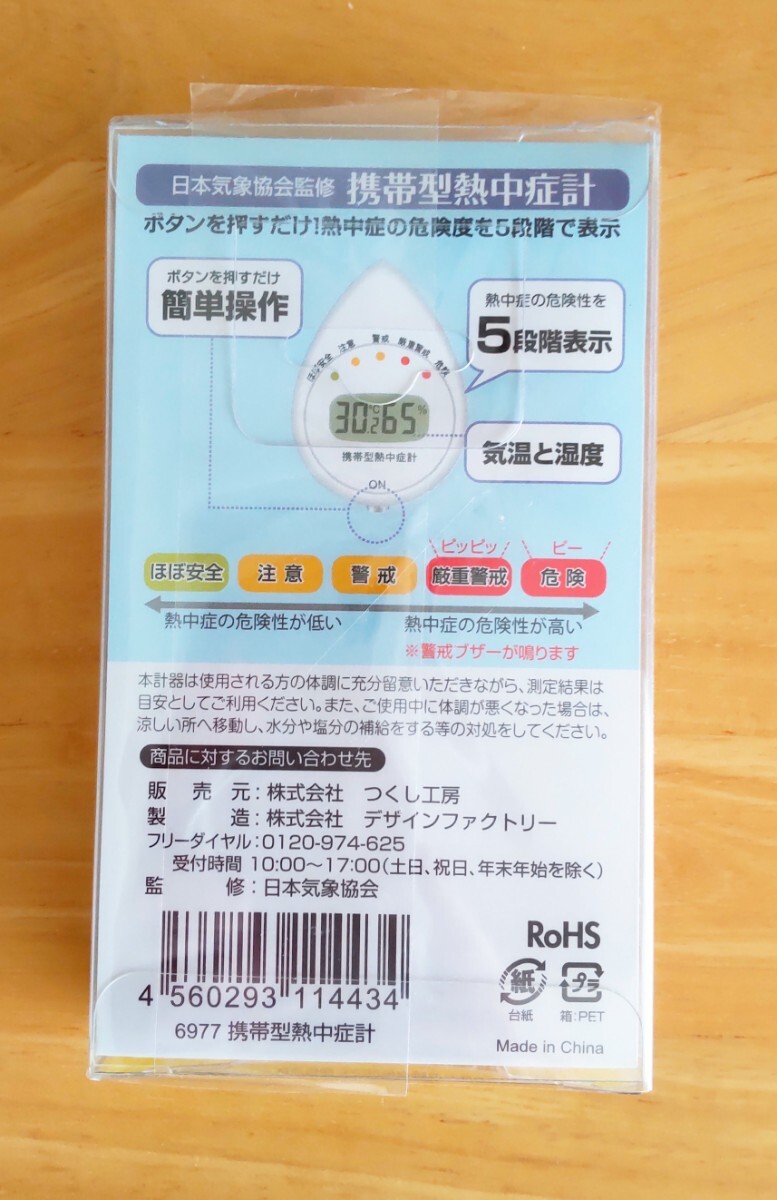 日本気象協会監修 携帯型熱中症計
ボタンを押すだけ!熱中症の危険度を5段階で表示
ボタンを押すだけ
簡単操作
熱中症の危険性を
5段階表示
ほぼ安全 注意 警戒 厳重警戒 危険
30.2℃ 65%
携帯型熱中症計
気温と湿度
ON
ピッピッ ピー
ほぼ安全 注意 警戒 厳重警戒 危険
熱中症の危険性が低い 熱中症の危険性が高い
※警戒ブザーが鳴ります
本計器は使用される方の体調に充分留意いただきながら、測定結果は
目安としてご利用ください。また、ご使用中に体調が悪くなった場合は、
涼しい所へ移動し、水分や塩分の補給をする等の対処をしてください。
商品に対するお問い合わせ先
販売元:株式会社 つくし工房
製造:株式会社 デザインファクトリー
フリーダイヤル:0120-974-625
受付時間 10:00〜17:00(土日、祝日、年末年始を除く)
監修:日本気象協会
RoHS
紙 プラ
台紙 箱:PET
4 560293 114434
6977 携帯型熱中症計
Made in China